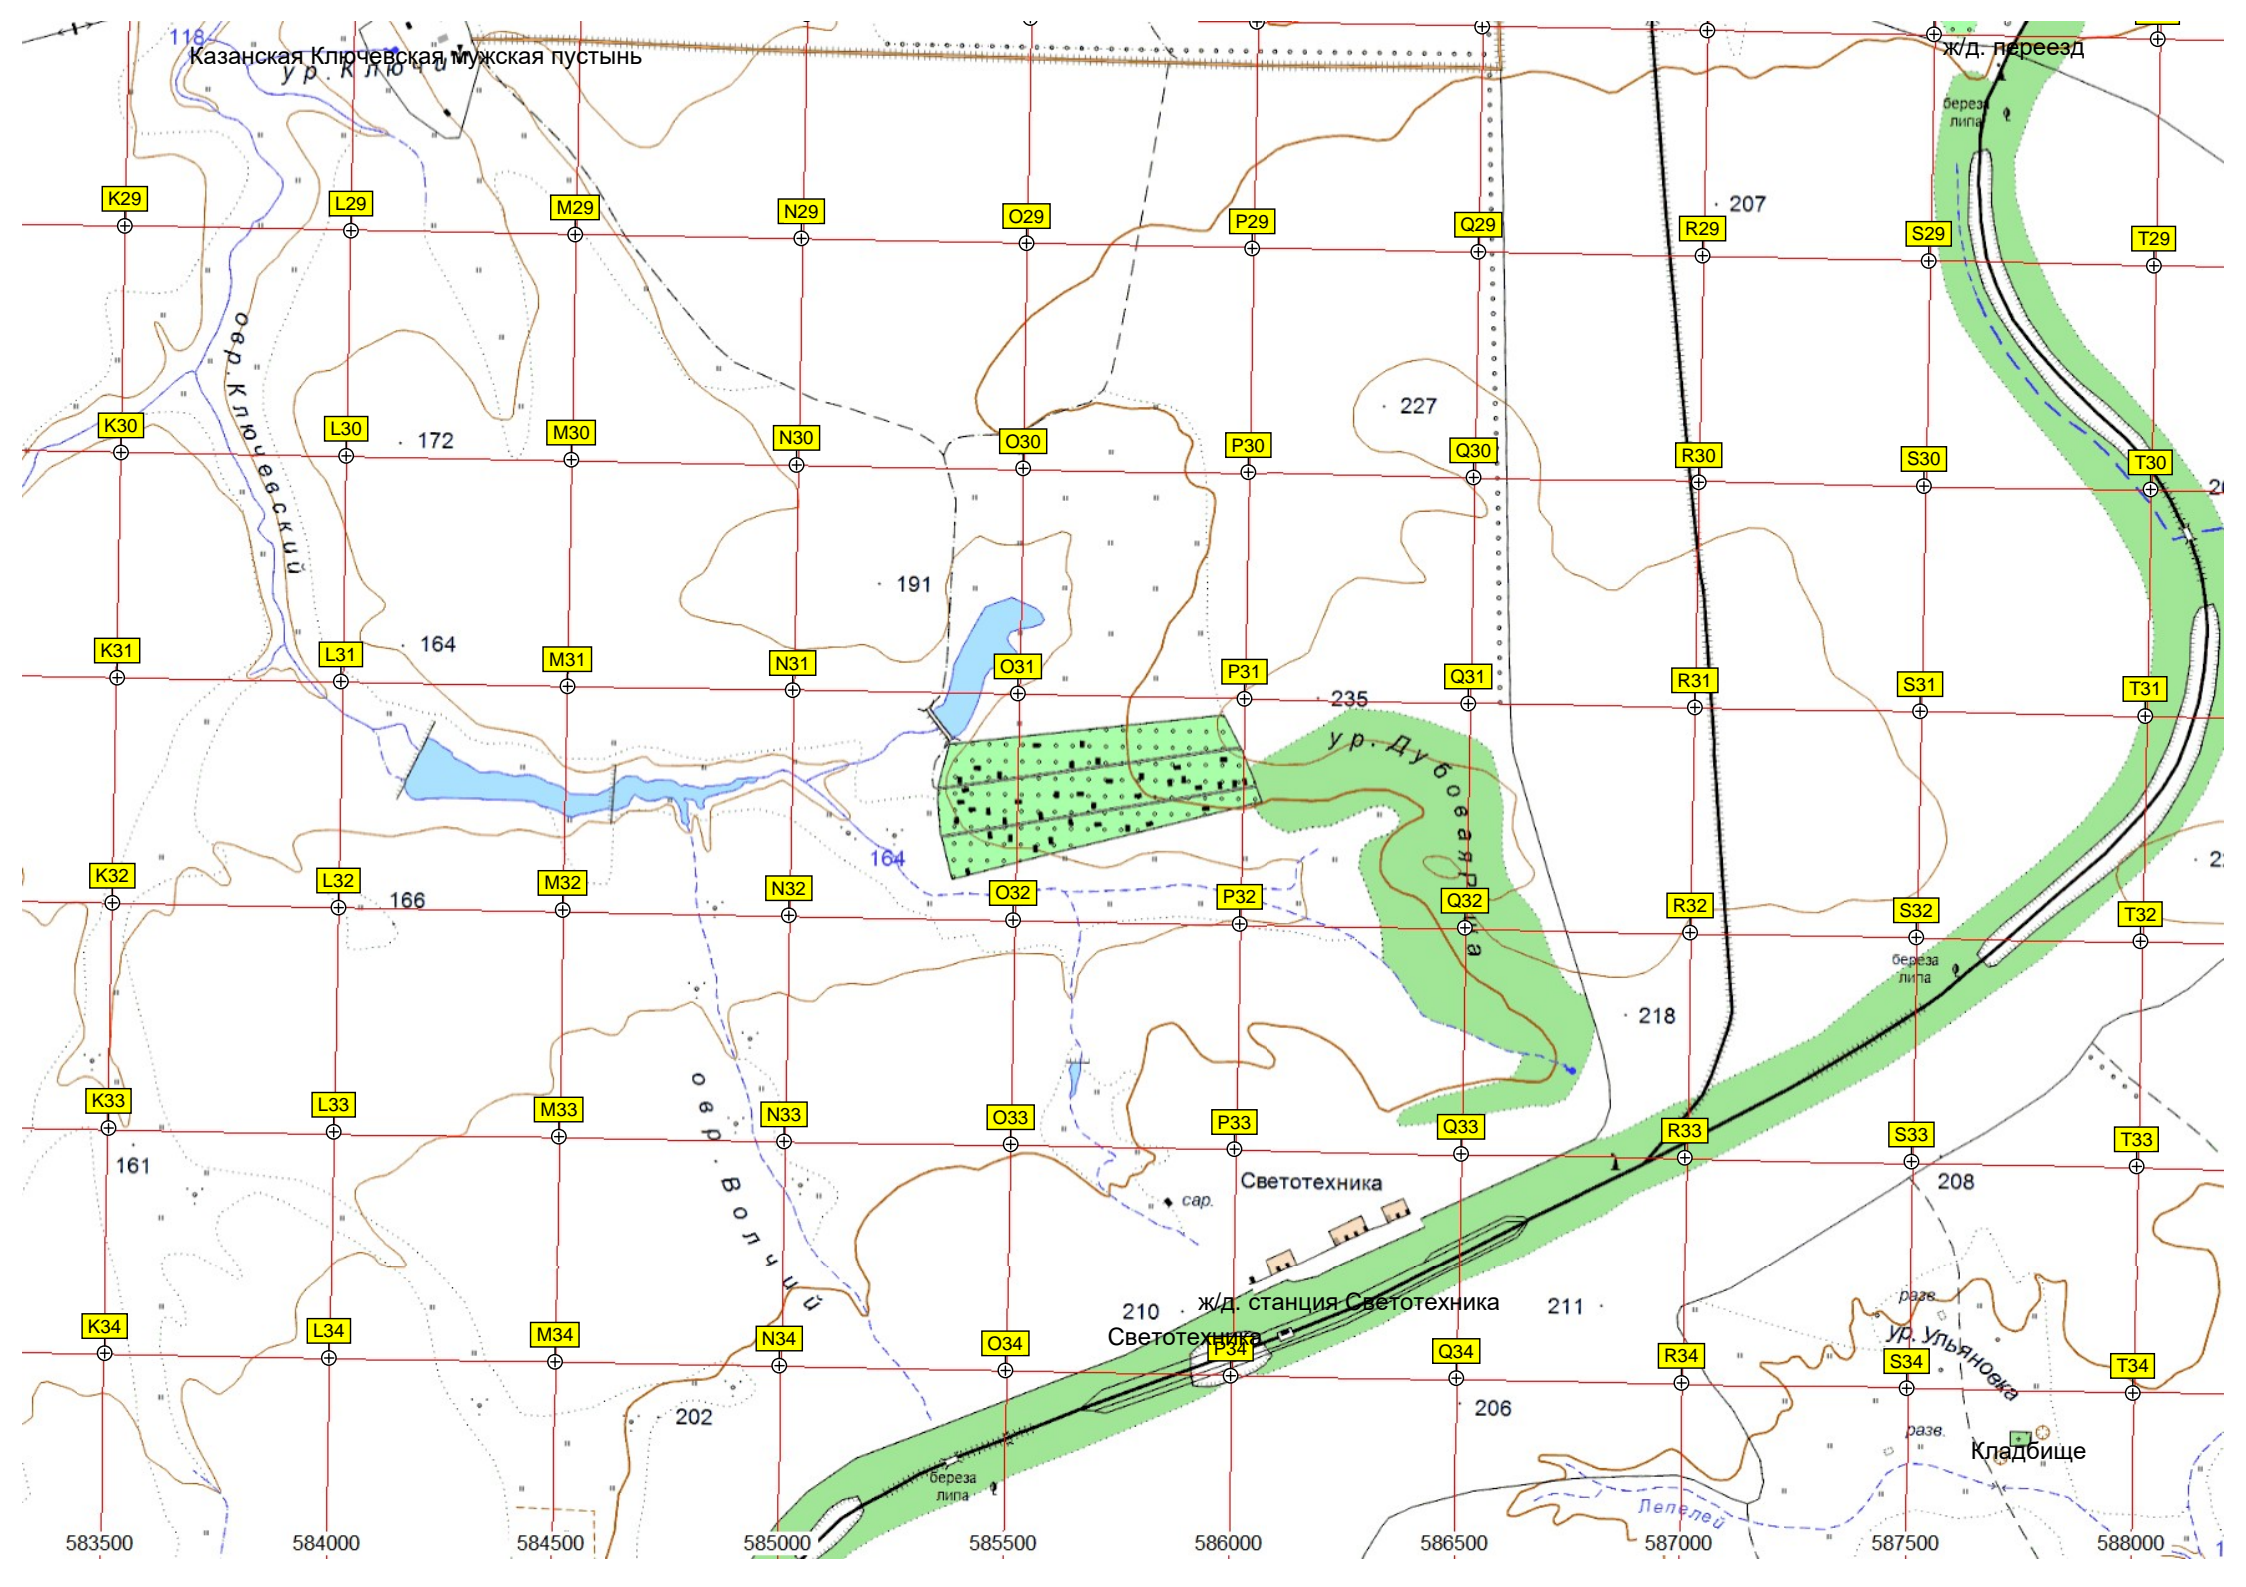 118
Казанская Ключевская мужская пустынь
ур. Ключи
ж/д. переезд
береза
липа
K29
L29
M29
N29
O29
P29
Q29
R29
207
S29
T29
овр. Ключевский
227
K30
L30
172
M30
N30
O30
P30
Q30
R30
S30
T30
191
K31
L31
164
M31
N31
O31
P31
235
Q31
R31
S31
T31
ур. Дубовая
164
K32
L32
166
M32
N32
O32
P32
Q32
R32
S32
T32
береза
липа
218
K33
L33
M33
N33
O33
P33
Q33
R33
S33
T33
161
овр. Волчий
сар.
Светотехника
208
210
ж/д. станция Светотехника
211
разв.
Светотехника
ур. Ульяновка
K34
L34
M34
N34
O34
P34
Q34
R34
S34
T34
202
206
разв.
Кладбище
береза
липа
Лепелей
583500
584000
584500
585000
585500
586000
586500
587000
587500
588000